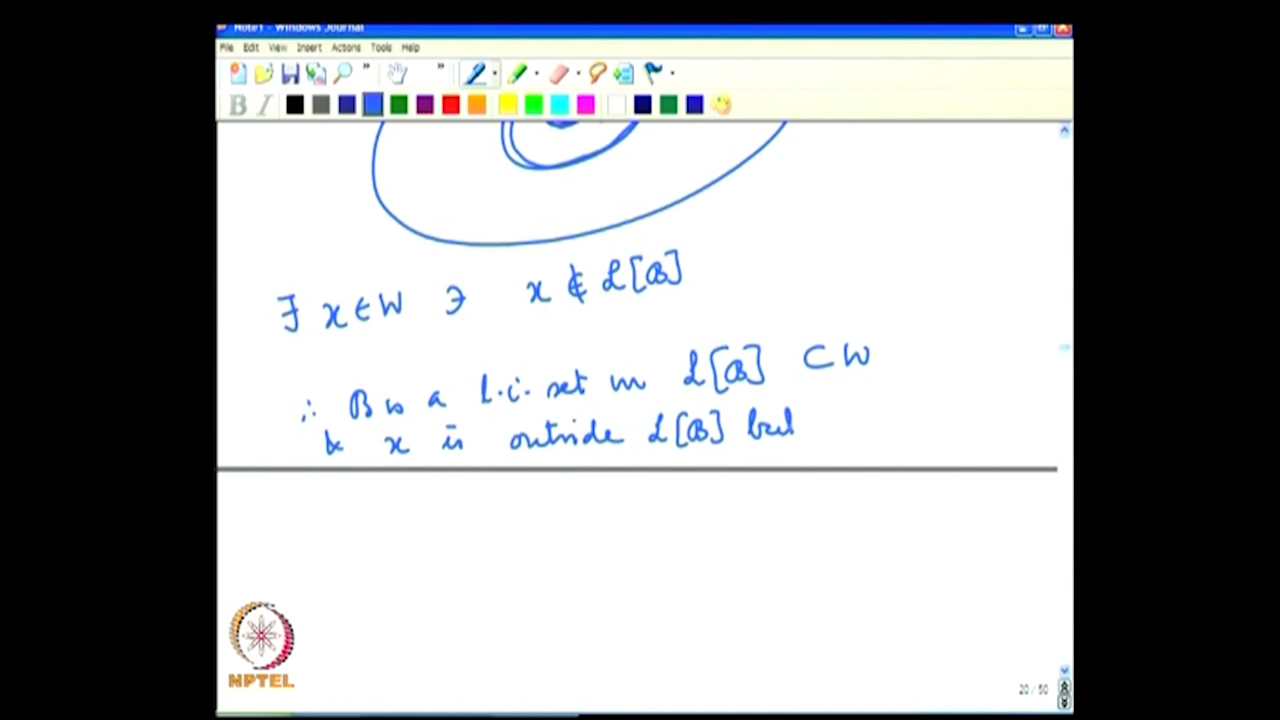 Note1 - Windows Journal
File Edit View Insert Actions Tools Help
B I
∃ x ∈ W ∋ x ∉ L[B]
∴ B is a l.i. set in L[B] ⊂ W
& x is outside L[B] but
NPTEL
20 / 50